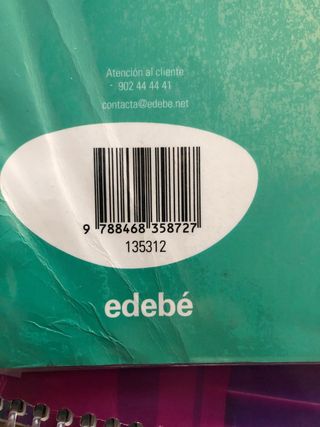 Atención al cliente
902 44 44 41
contacta@edebe.net
9 788468 358727
135312
edebé